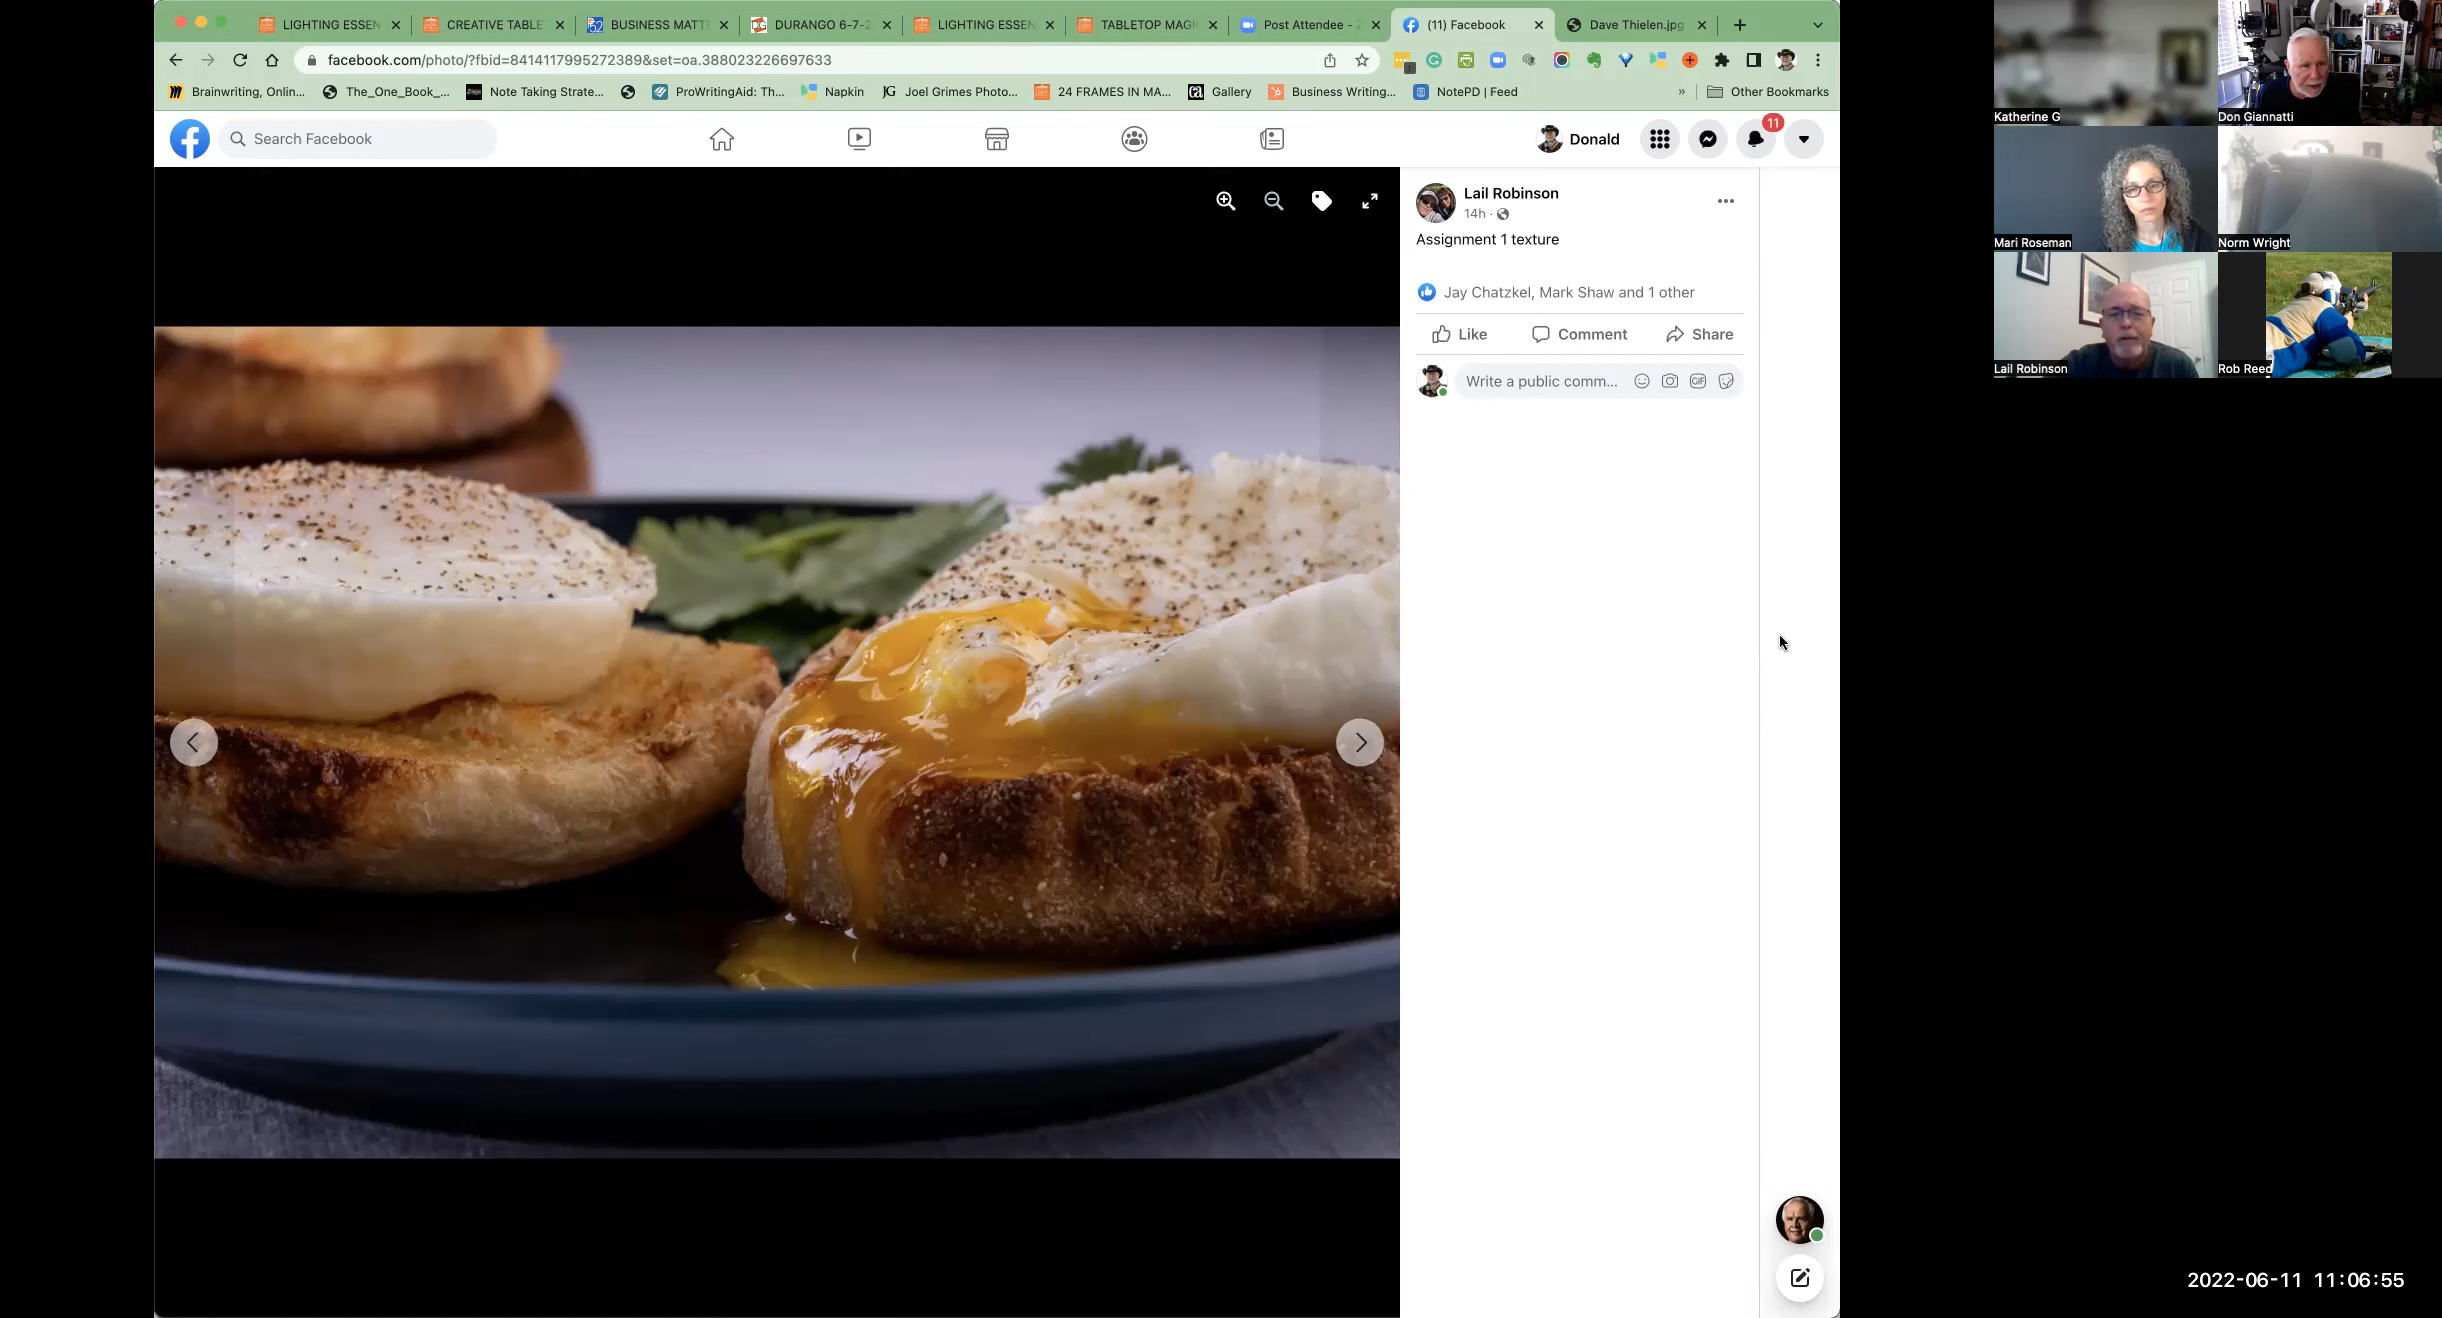 LIGHTING ESSEN
CREATIVE TABLE
BUSINESS MATT
DURANGO 6-7-2
LIGHTING ESSEN
TABLETOP MAGI
Post Attendee -
(11) Facebook
Dave Thielen.jpg
facebook.com/photo/?fbid=8414117995272389&set=oa.388023226697633
Brainwriting, Onlin...
The_One_Book_...
Note Taking Strate...
ProWritingAid: Th...
Napkin
JG Joel Grimes Photo...
24 FRAMES IN MA...
Gallery
Business Writing...
NotePD | Feed
»
Other Bookmarks
Search Facebook
Donald
11
Lail Robinson
14h ·
Assignment 1 texture
Jay Chatzkel, Mark Shaw and 1 other
Like
Comment
Share
Write a public comm...
GIF
Katherine G
Don Giannatti
Mari Roseman
Norm Wright
Lail Robinson
Rob Reed
2022-06-11 11:06:55